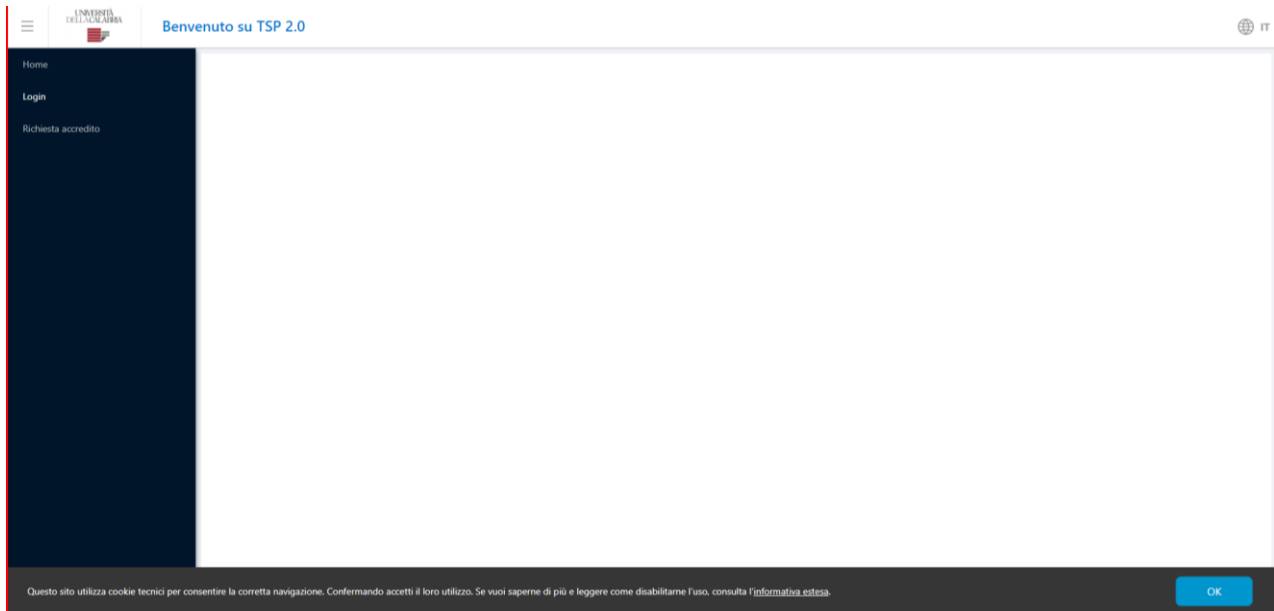 UNIVERSITÀ
DELLA CALABRIA
Benvenuto su TSP 2.0
IT
Home
Login
Richiesta accredito
Questo sito utilizza cookie tecnici per consentire la corretta navigazione. Confermando accetti il loro utilizzo. Se vuoi saperne di più e leggere come disabilitarne l'uso, consulta l'informativa estesa.
OK